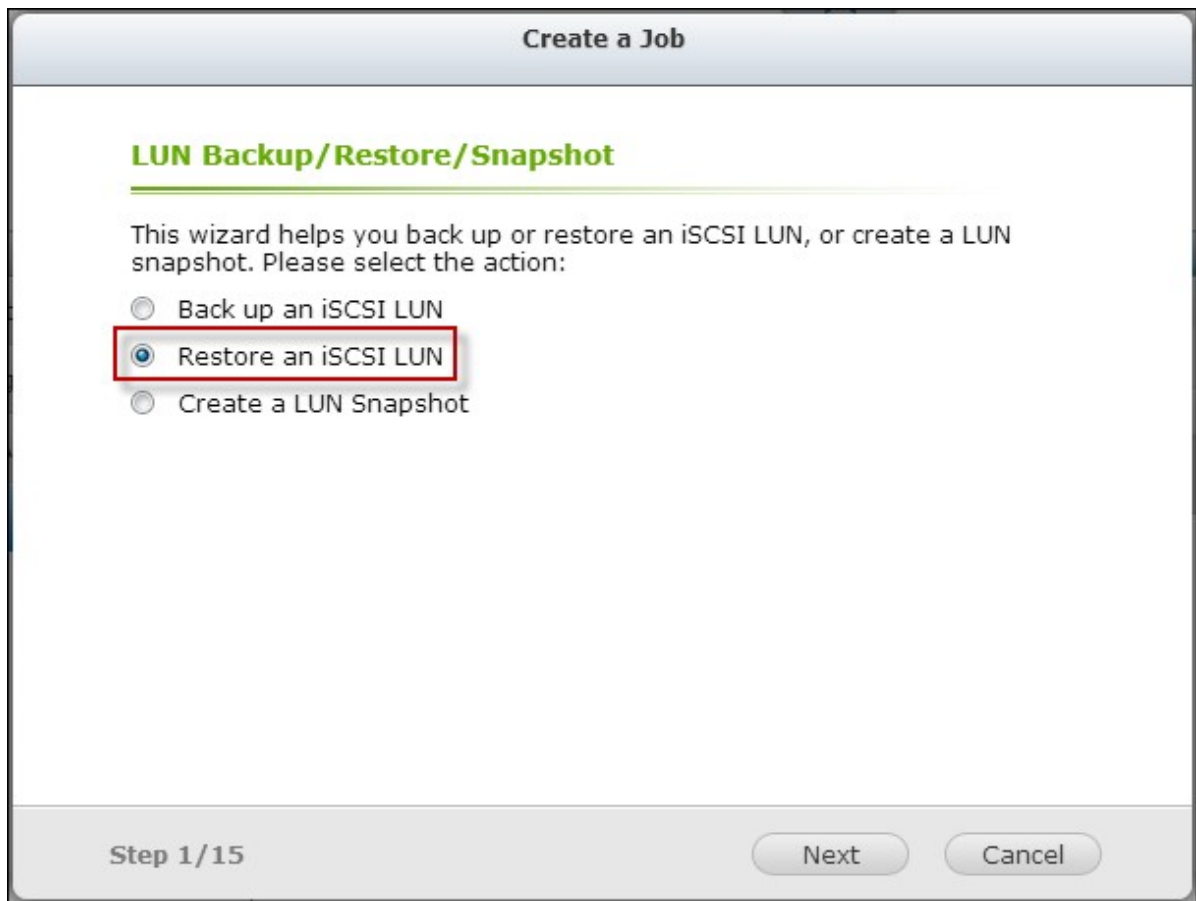 Create a Job
LUN Backup/Restore/Snapshot
This wizard helps you back up or restore an iSCSI LUN, or create a LUN
snapshot. Please select the action:
Back up an iSCSI LUN
Restore an iSCSI LUN
Create a LUN Snapshot
Step 1/15
Next
Cancel